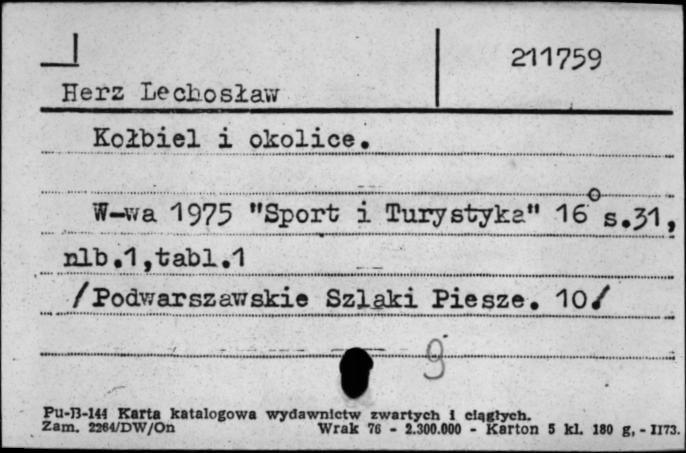 211759
Herz Lechosław
Kołbiel i okolice.
W-wa 1975 "Sport i Turystyka" 16° s.31,
nlb.1,tabl.1
/Podwarszawskie Szlaki Piesze. 10/
9
Pu-B-144 Karta katalogowa wydawnictw zwartych i ciągłych.
Zam. 2264/DW/On Wrak 76 - 2.300.000 - Karton 5 kl. 180 g, - II73.